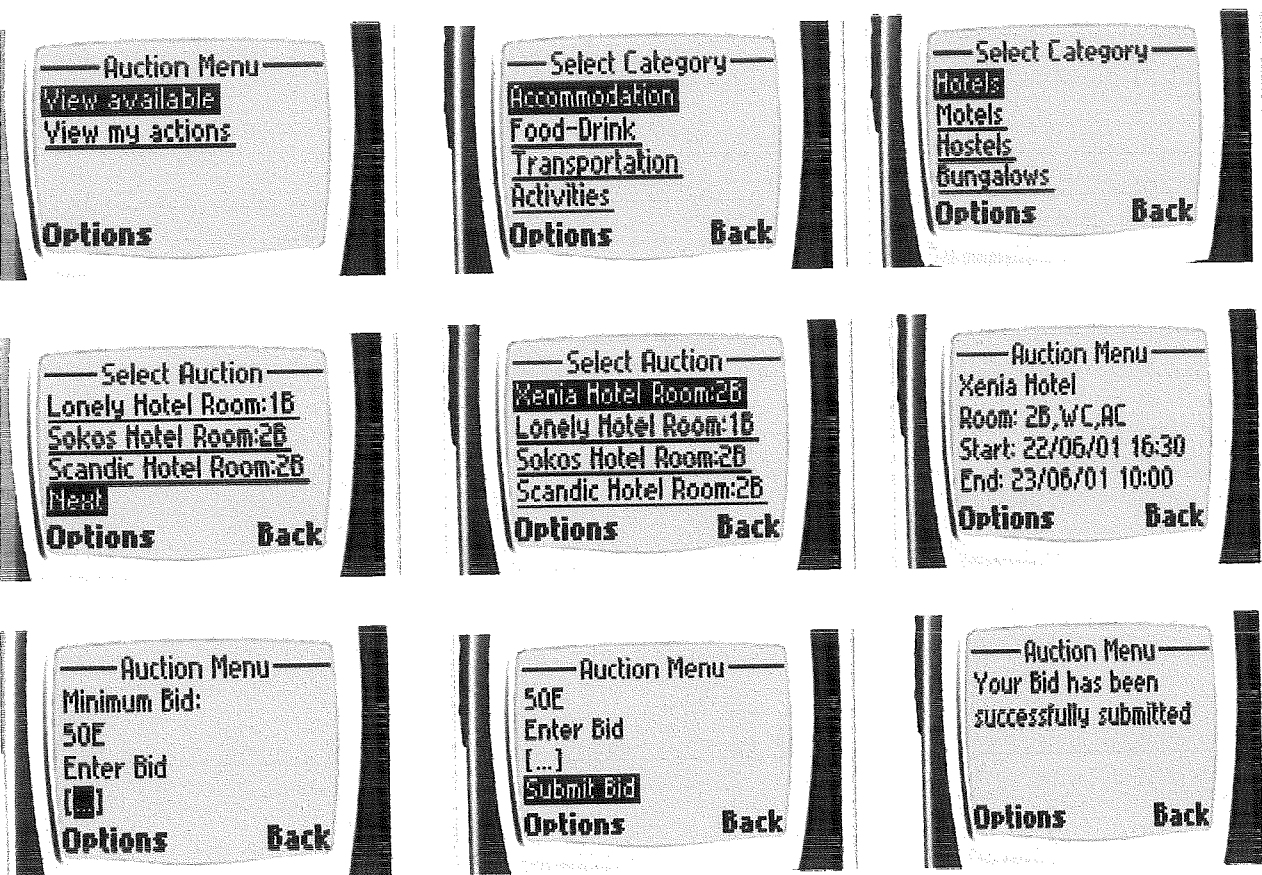 Auction Menu
View available
View my actions
Options
Select Category
Accommodation
Food-Drink
Transportation
Activities
Options Back
Select Category
Hotels
Motels
Hostels
Bungalows
Options Back
Select Auction
Lonely Hotel Room:1B
Sokos Hotel Room:2B
Scandic Hotel Room:2B
Next
Options Back
Select Auction
Xenia Hotel Room:2B
Lonely Hotel Room:1B
Sokos Hotel Room:2B
Scandic Hotel Room:2B
Options Back
Auction Menu
Xenia Hotel
Room: 2B,WC,AC
Start: 22/06/01 16:30
End: 23/06/01 10:00
Options Back
Auction Menu
Minimum Bid:
50E
Enter Bid
[...]
Options Back
Auction Menu
50E
Enter Bid
[...]
Submit Bid
Options Back
Auction Menu
Your Bid has been
successfully submitted
Options Back